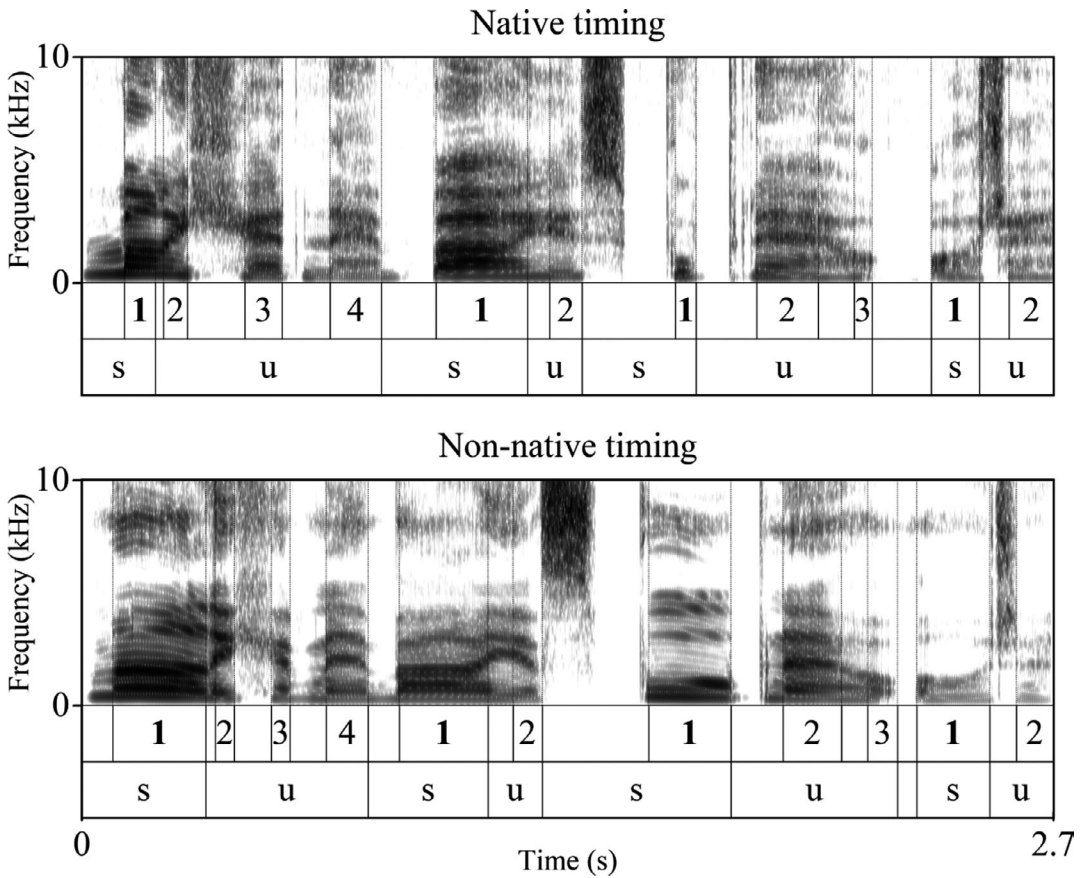 Native timing
10
Frequency (kHz)
0
1 2 3 4 1 2 1 2 3 1 2
s u s u s u s u
Non-native timing
10
Frequency (kHz)
0
1 2 3 4 1 2 1 2 3 1 2
s u s u s u s u
0 2.7
Time (s)